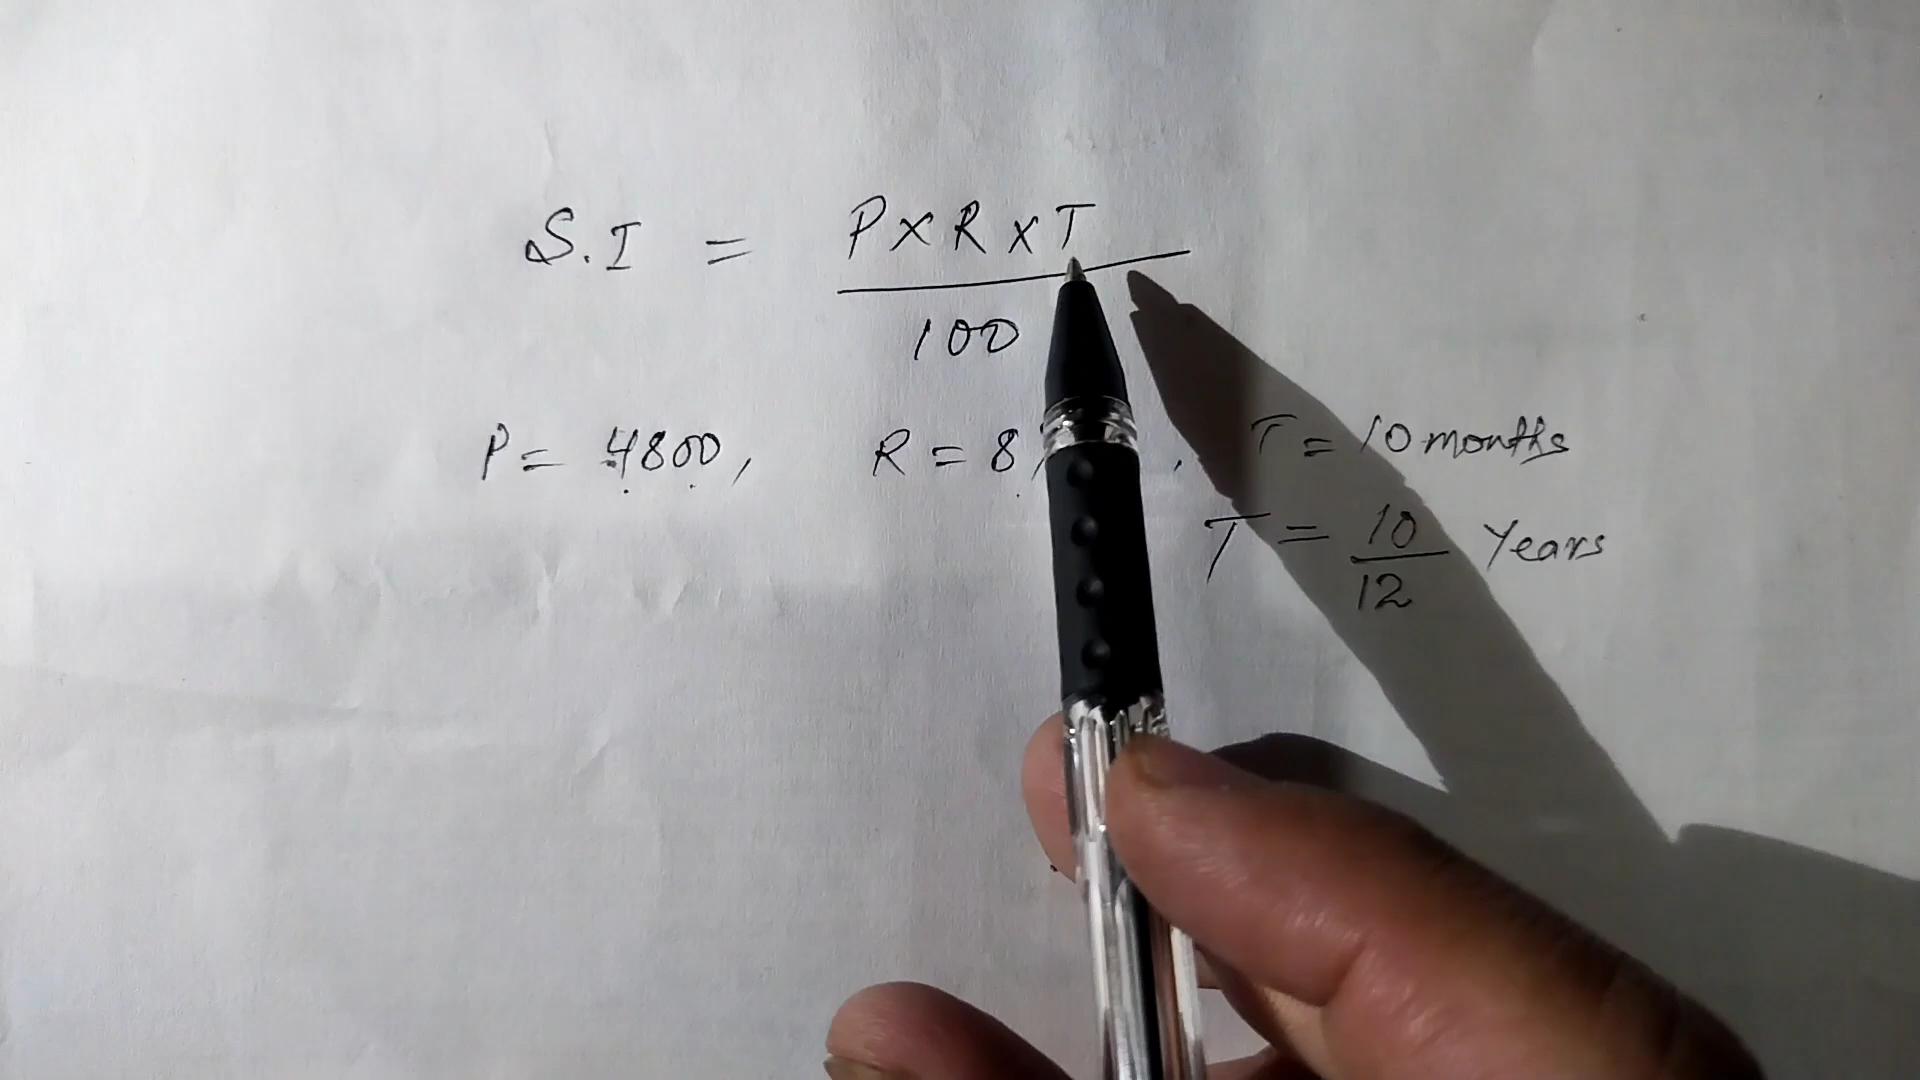 S.I = P x R x T
100
P = 4800, R = 8 , T = 10 months
T = 10/12 Years